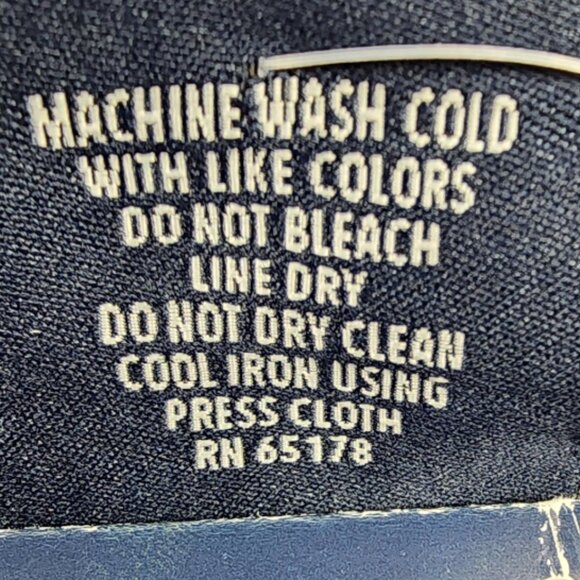 MACHINE WASH COLD
WITH LIKE COLORS
DO NOT BLEACH
LINE DRY
DO NOT DRY CLEAN
COOL IRON USING
PRESS CLOTH
RN 65178